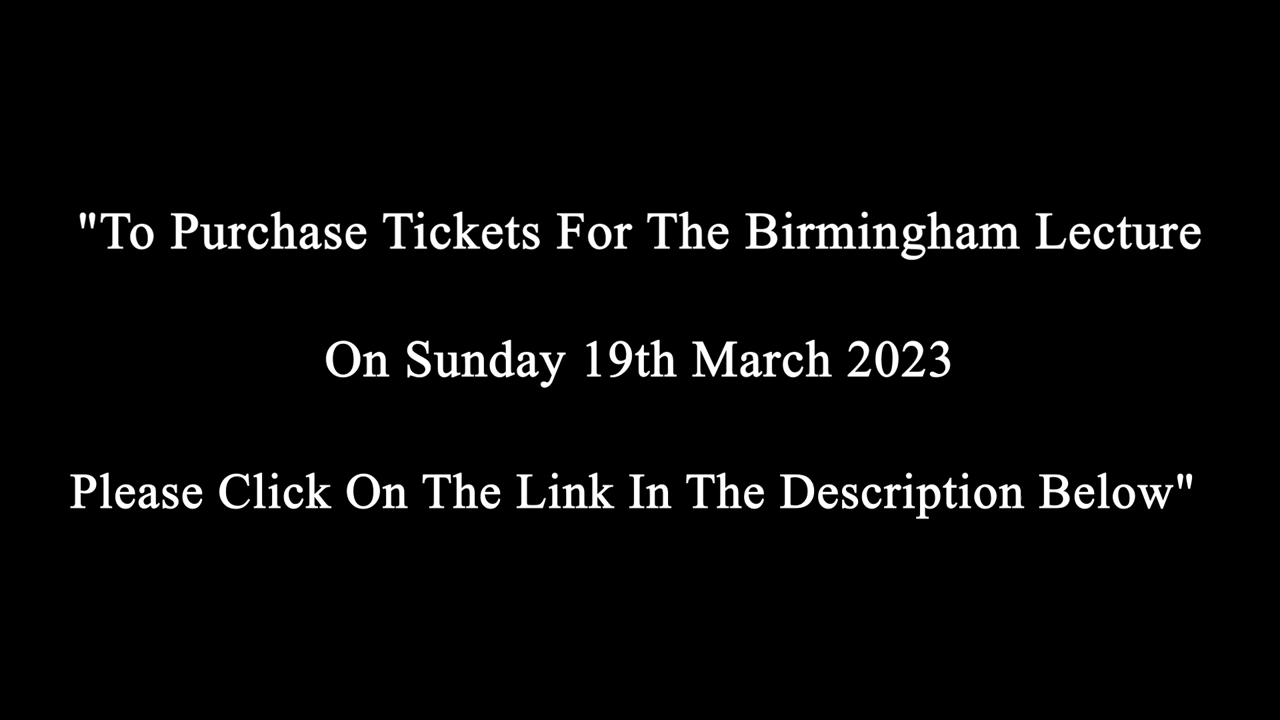 "To Purchase Tickets For The Birmingham Lecture
On Sunday 19th March 2023
Please Click On The Link In The Description Below"